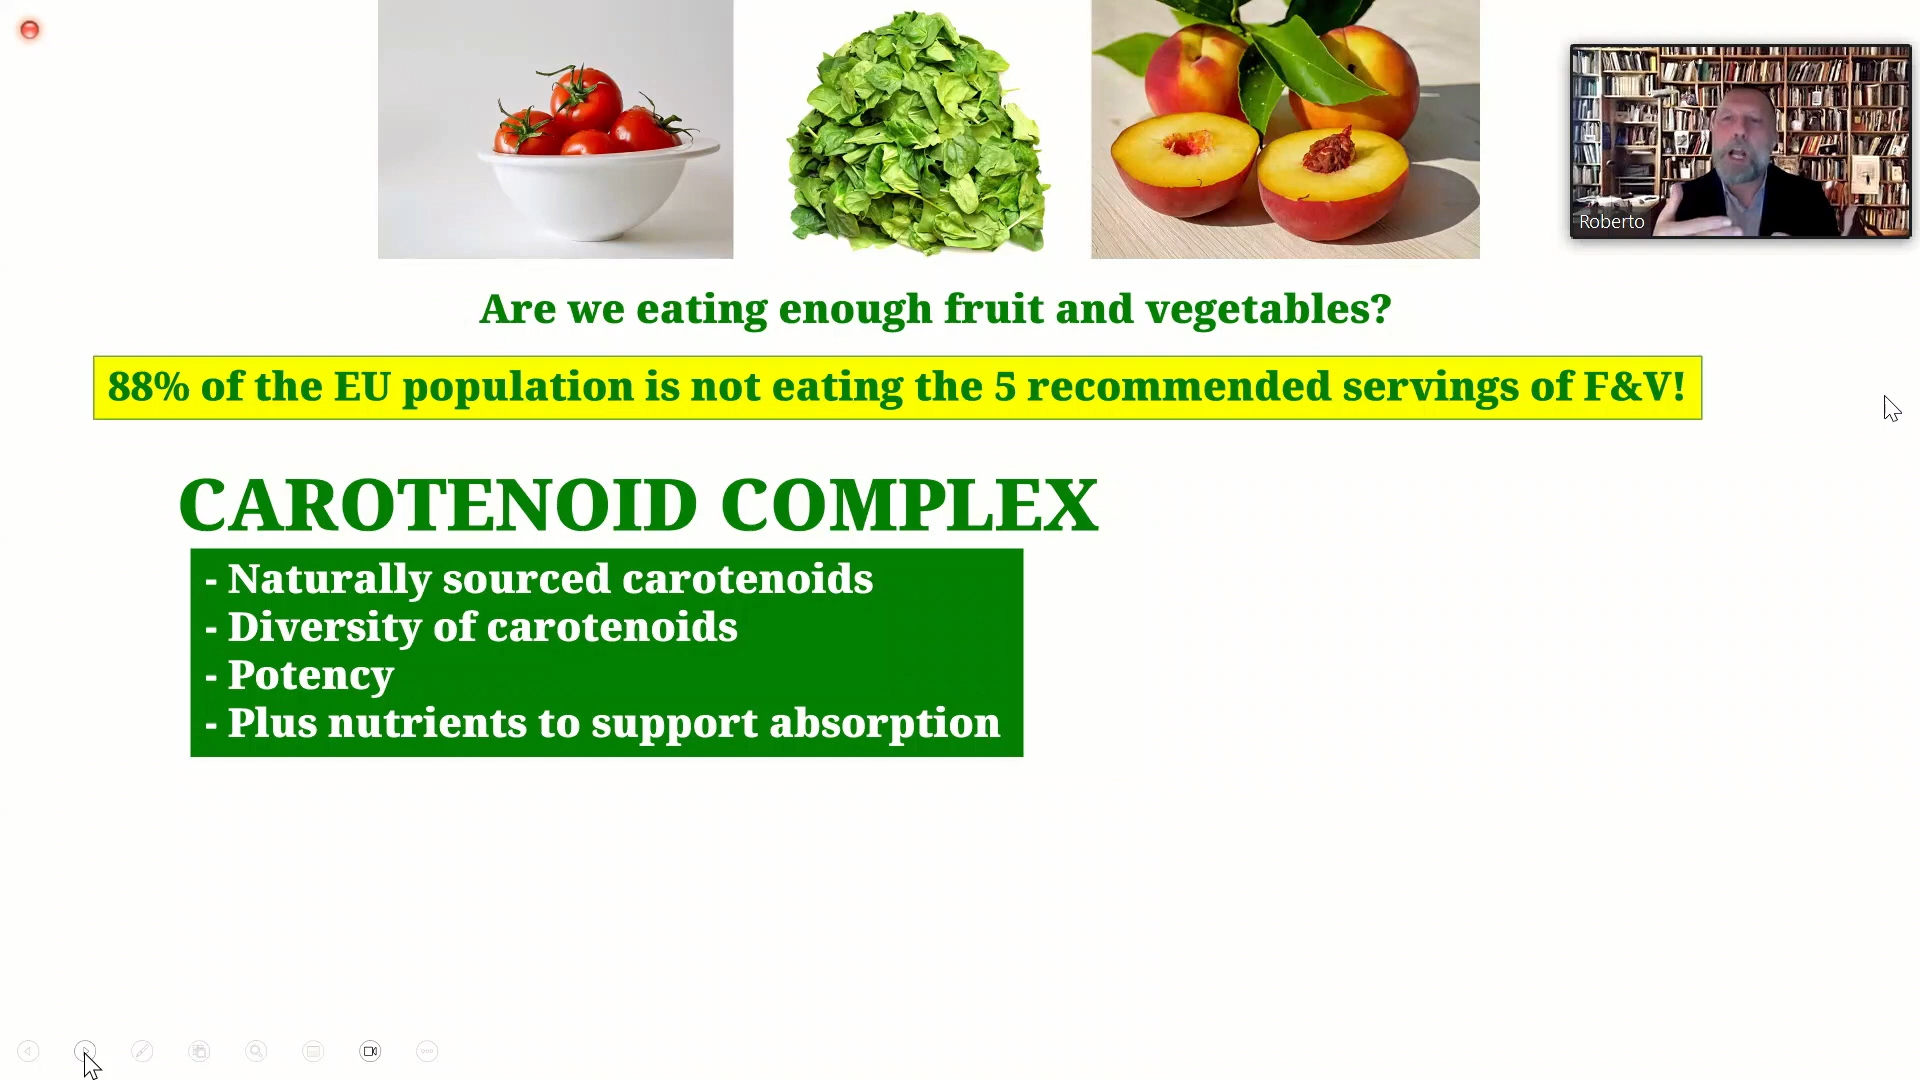 Roberto
Are we eating enough fruit and vegetables?
88% of the EU population is not eating the 5 recommended servings of F&V!
CAROTENOID COMPLEX
- Naturally sourced carotenoids
- Diversity of carotenoids
- Potency
- Plus nutrients to support absorption